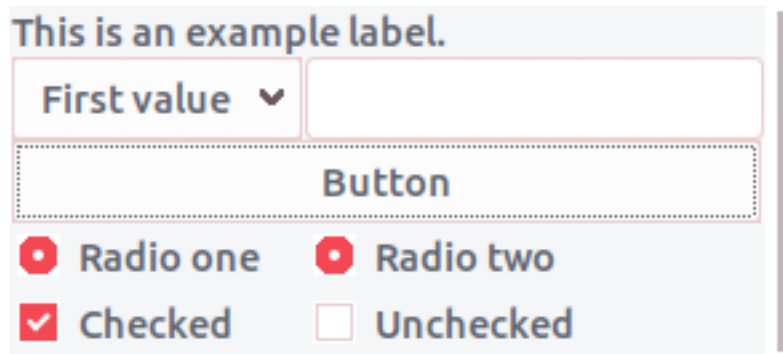 This is an example label.
First value
Button
Radio one Radio two
Checked Unchecked